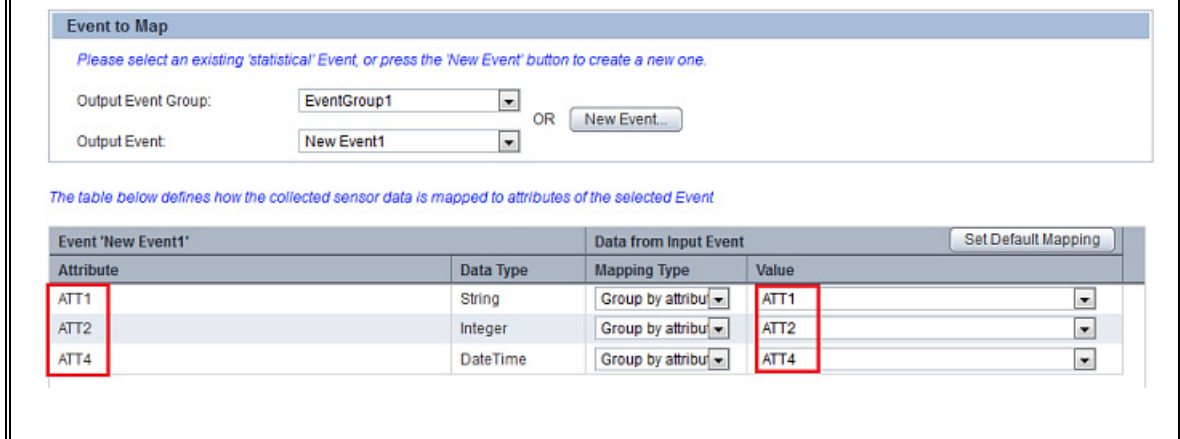 Event to Map
Please select an existing 'statistical' Event, or press the 'New Event' button to create a new one.
Output Event Group: EventGroup1
OR New Event...
Output Event: New Event1
The table below defines how the collected sensor data is mapped to attributes of the selected Event
Event 'New Event1' Data from Input Event Set Default Mapping
Attribute Data Type Mapping Type Value
ATT1 String Group by attribut ATT1
ATT2 Integer Group by attribut ATT2
ATT4 DateTime Group by attribut ATT4